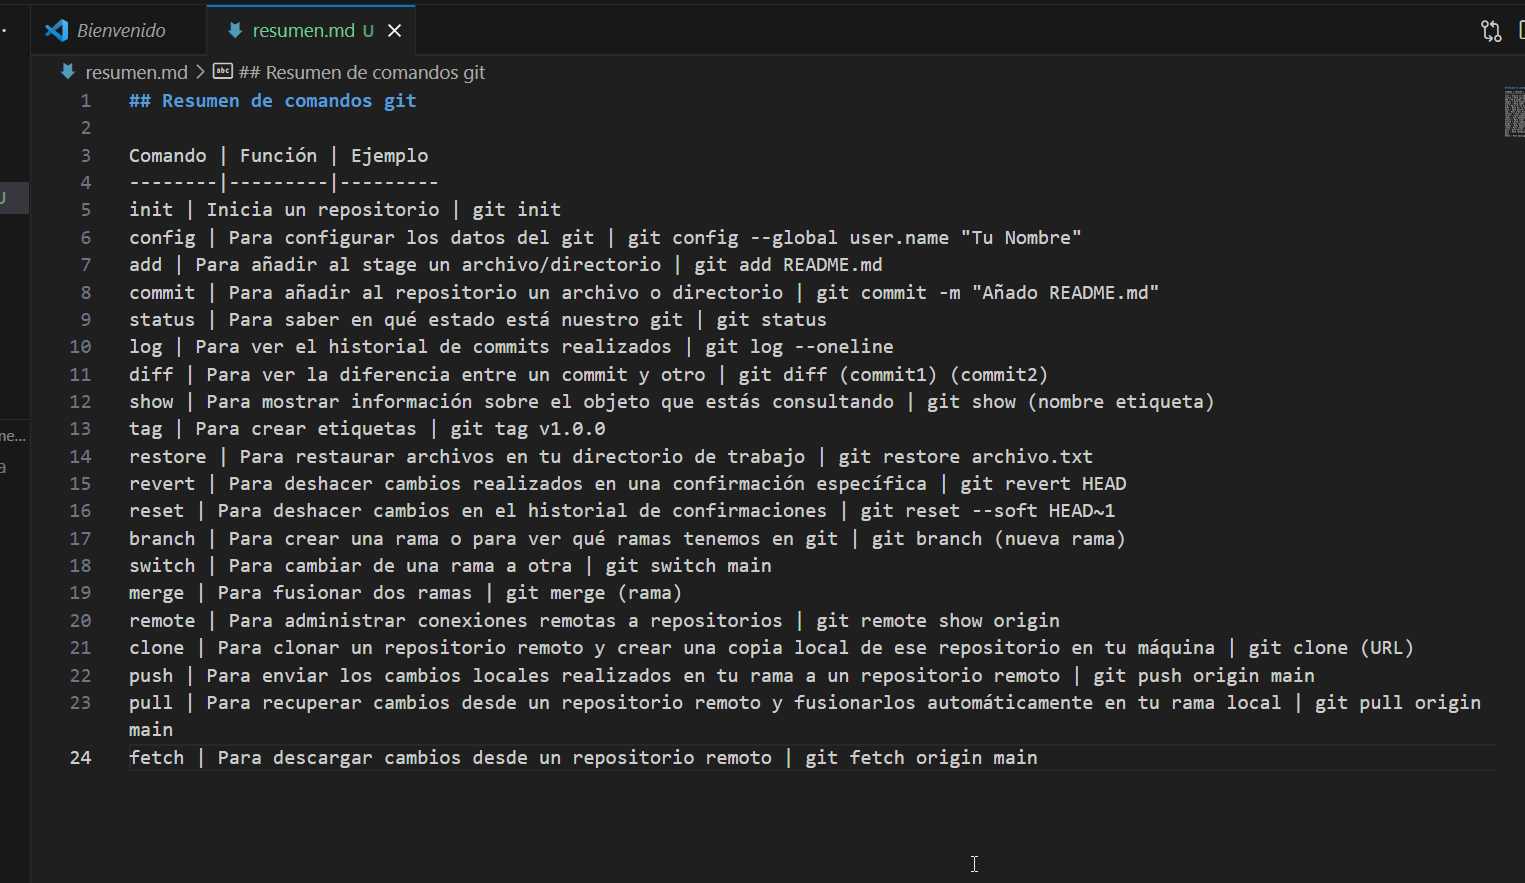 Bienvenido
resumen.md U
resumen.md > ## Resumen de comandos git
1 ## Resumen de comandos git
2
3 Comando | Función | Ejemplo
4 --------|---------|---------
5 init | Inicia un repositorio | git init
6 config | Para configurar los datos del git | git config --global user.name "Tu Nombre"
7 add | Para añadir al stage un archivo/directorio | git add README.md
8 commit | Para añadir al repositorio un archivo o directorio | git commit -m "Añado README.md"
9 status | Para saber en qué estado está nuestro git | git status
10 log | Para ver el historial de commits realizados | git log --oneline
11 diff | Para ver la diferencia entre un commit y otro | git diff (commit1) (commit2)
12 show | Para mostrar información sobre el objeto que estás consultando | git show (nombre etiqueta)
13 tag | Para crear etiquetas | git tag v1.0.0
14 restore | Para restaurar archivos en tu directorio de trabajo | git restore archivo.txt
15 revert | Para deshacer cambios realizados en una confirmación específica | git revert HEAD
16 reset | Para deshacer cambios en el historial de confirmaciones | git reset --soft HEAD~1
17 branch | Para crear una rama o para ver qué ramas tenemos en git | git branch (nueva rama)
18 switch | Para cambiar de una rama a otra | git switch main
19 merge | Para fusionar dos ramas | git merge (rama)
20 remote | Para administrar conexiones remotas a repositorios | git remote show origin
21 clone | Para clonar un repositorio remoto y crear una copia local de ese repositorio en tu máquina | git clone (URL)
22 push | Para enviar los cambios locales realizados en tu rama a un repositorio remoto | git push origin main
23 pull | Para recuperar cambios desde un repositorio remoto y fusionarlos automáticamente en tu rama local | git pull origin
main
24 fetch | Para descargar cambios desde un repositorio remoto | git fetch origin main